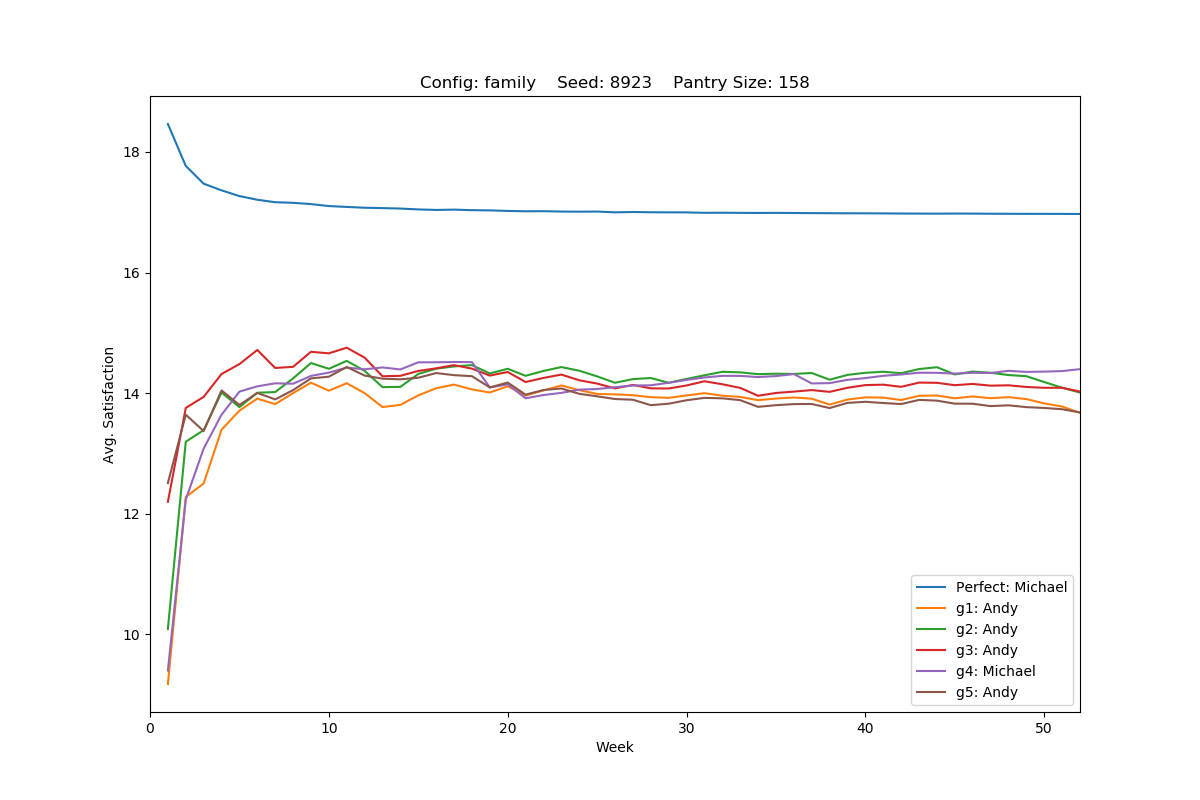 Config: family    Seed: 8923    Pantry Size: 158
Avg. Satisfaction
18
16
14
12
10
0
10
20
30
40
50
Week
Perfect: Michael
g1: Andy
g2: Andy
g3: Andy
g4: Michael
g5: Andy